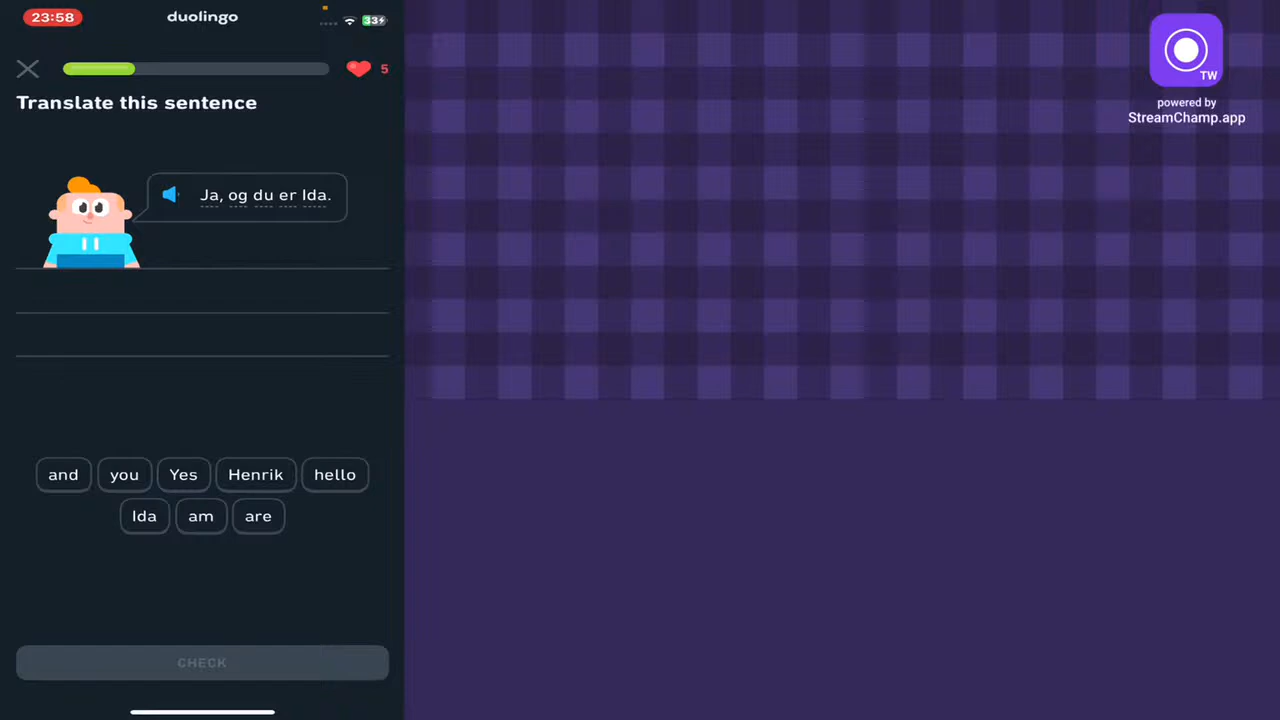 23:58
duolingo
33
5
Translate this sentence
Ja, og du er Ida.
and you Yes Henrik hello
Ida am are
CHECK
TW
powered by
StreamChamp.app